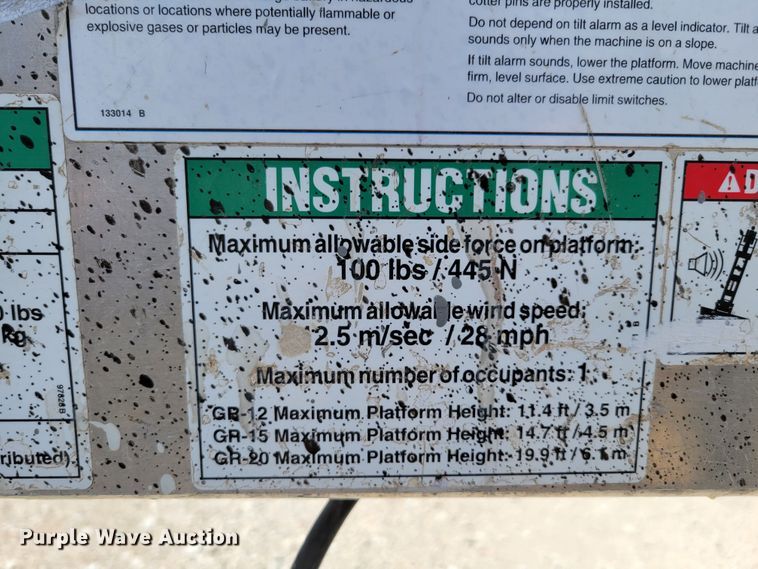 locations or locations where potentially flammable or
explosive gases or particles may be present.
133014 B
cotter pins are properly installed.
Do not depend on tilt alarm as a level indicator. Tilt a
sounds only when the machine is on a slope.
If tilt alarm sounds, lower the platform. Move machine
firm, level surface. Use extreme caution to lower platf
Do not alter or disable limit switches.
0 lbs
kg
97828 B
ributed)
INSTRUCTIONS
Maximum allowable side force on platform:
100 lbs / 445 N
Maximum allowable wind speed:
2.5 m/sec / 28 mph
Maximum number of occupants: 1
GR-12 Maximum Platform Height: 11.4 ft / 3.5 m
GR-15 Maximum Platform Height: 14.7 ft / 4.5 m
GR-20 Maximum Platform Height: 19.9 ft / 6.1 m
B
D
Purple Wave Auction